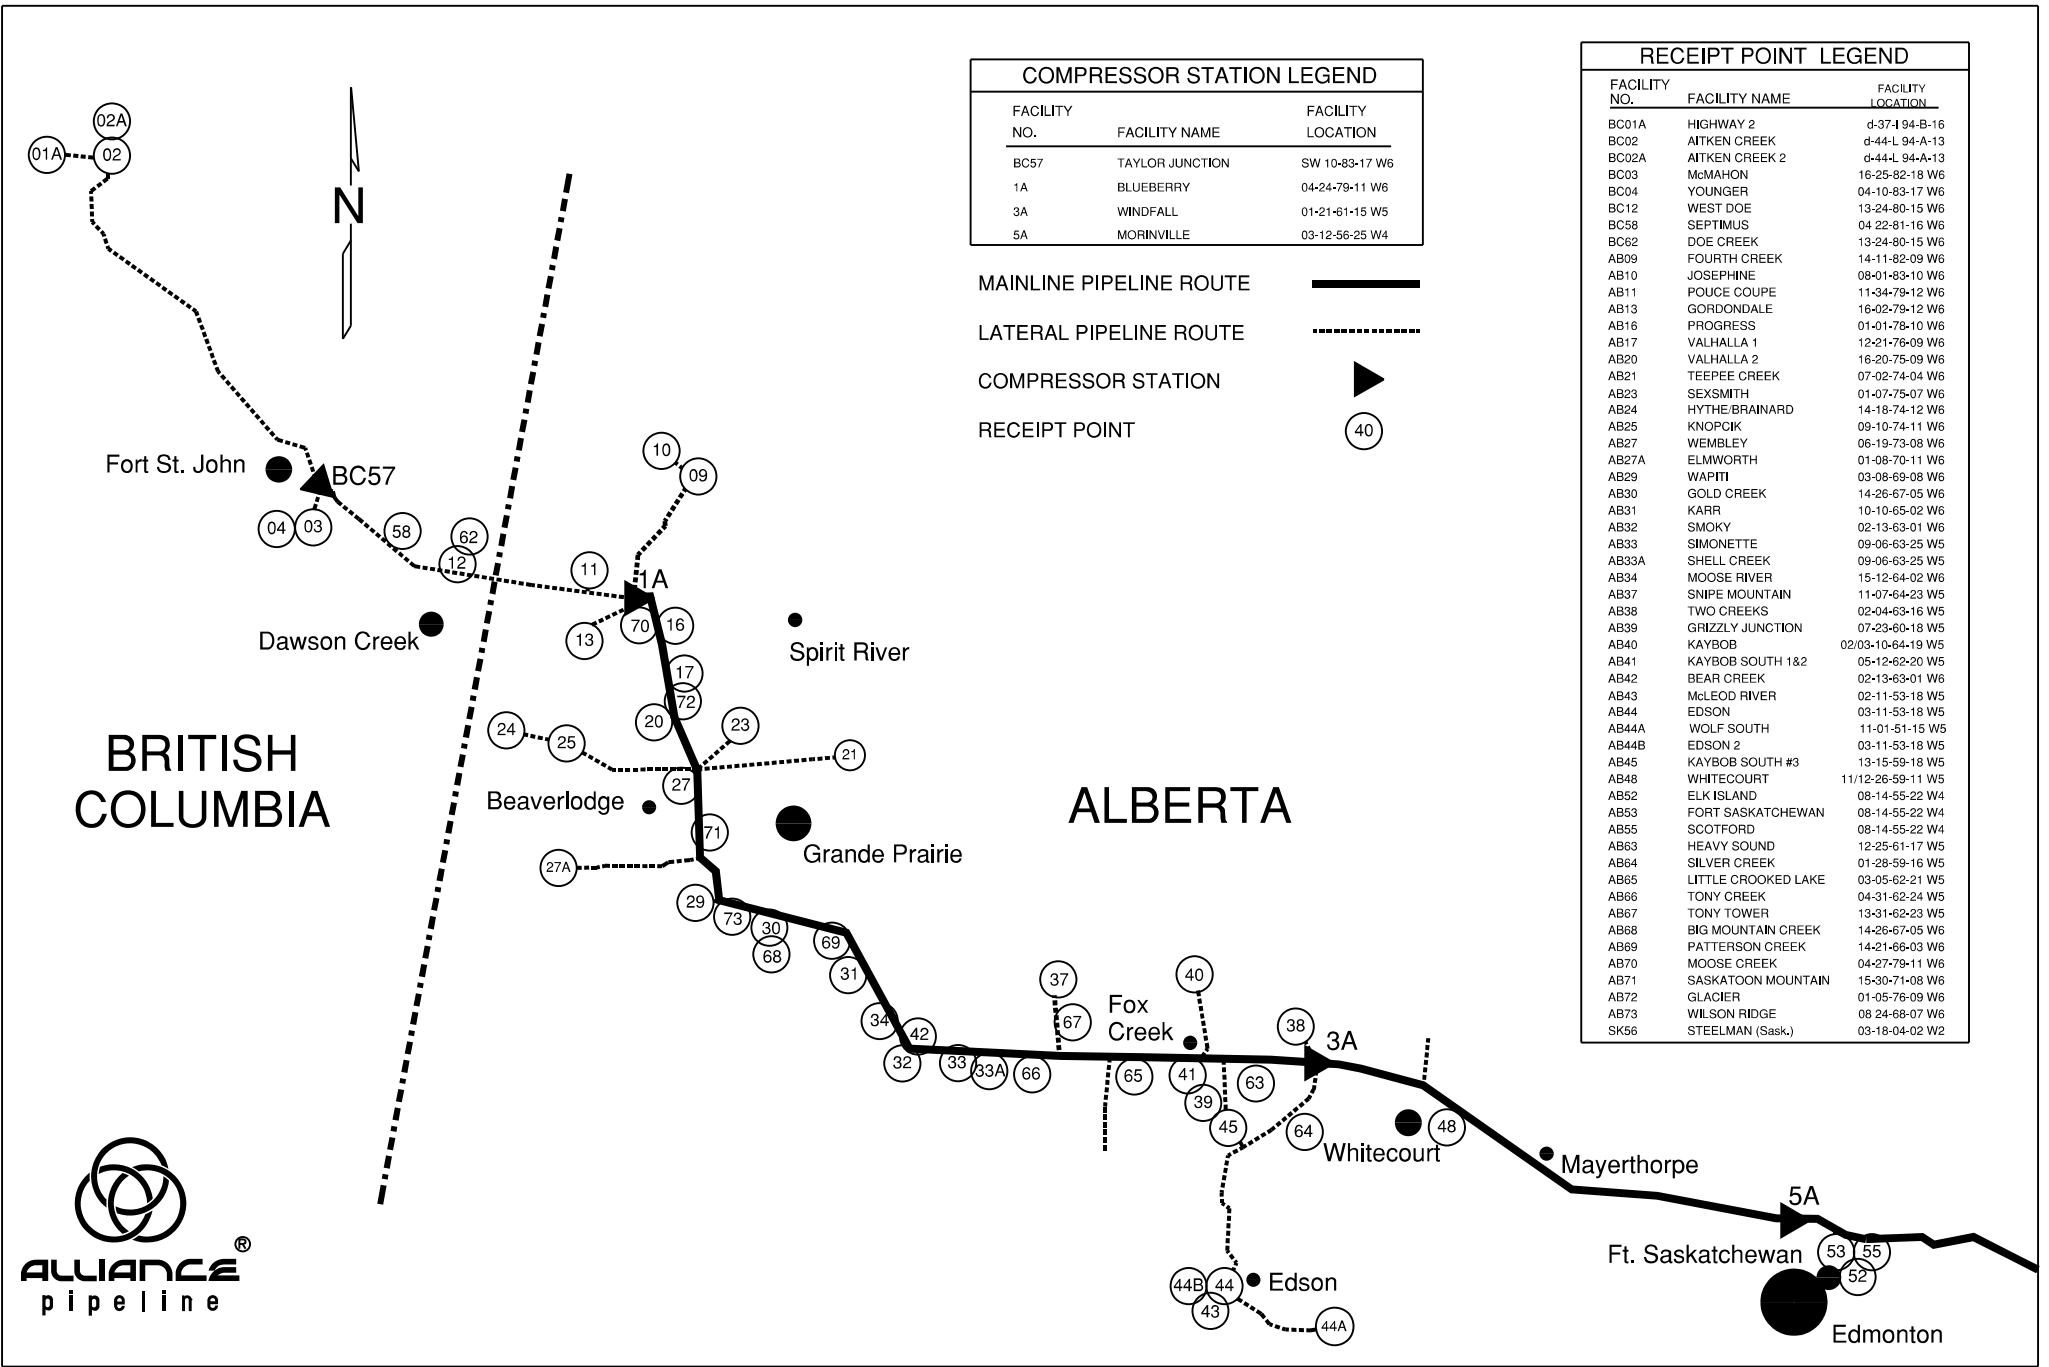 COMPRESSOR STATION LEGEND
FACILITY NO. FACILITY NAME FACILITY LOCATION
BC57 TAYLOR JUNCTION SW 10-83-17 W6
1A BLUEBERRY 04-24-79-11 W6
3A WINDFALL 01-21-61-15 W5
5A MORINVILLE 03-12-56-25 W4
MAINLINE PIPELINE ROUTE
LATERAL PIPELINE ROUTE
COMPRESSOR STATION
RECEIPT POINT 40
RECEIPT POINT LEGEND
FACILITY NO. FACILITY NAME FACILITY LOCATION
BC01A HIGHWAY 2 d-37-I 94-B-16
BC02 AITKEN CREEK d-44-L 94-A-13
BC02A AITKEN CREEK 2 d-44-L 94-A-13
BC03 McMAHON 16-25-82-18 W6
BC04 YOUNGER 04-10-83-17 W6
BC12 WEST DOE 13-24-80-15 W6
BC58 SEPTIMUS 04 22-81-16 W6
BC62 DOE CREEK 13-24-80-15 W6
AB09 FOURTH CREEK 14-11-82-09 W6
AB10 JOSEPHINE 08-01-83-10 W6
AB11 POUCE COUPE 11-34-79-12 W6
AB13 GORDONDALE 16-02-79-12 W6
AB16 PROGRESS 01-01-78-10 W6
AB17 VALHALLA 1 12-21-76-09 W6
AB20 VALHALLA 2 16-20-75-09 W6
AB21 TEEPEE CREEK 07-02-74-04 W6
AB23 SEXSMITH 01-07-75-07 W6
AB24 HYTHE/BRAINARD 14-18-74-12 W6
AB25 KNOPCIK 09-10-74-11 W6
AB27 WEMBLEY 06-19-73-08 W6
AB27A ELMWORTH 01-08-70-11 W6
AB29 WAPITI 03-08-69-08 W6
AB30 GOLD CREEK 14-26-67-05 W6
AB31 KARR 10-10-65-02 W6
AB32 SMOKY 02-13-63-01 W6
AB33 SIMONETTE 09-06-63-25 W5
AB33A SHELL CREEK 09-06-63-25 W5
AB34 MOOSE RIVER 15-12-64-02 W6
AB37 SNIPE MOUNTAIN 11-07-64-23 W5
AB38 TWO CREEKS 02-04-63-16 W5
AB39 GRIZZLY JUNCTION 07-23-60-18 W5
AB40 KAYBOB 02/03-10-64-19 W5
AB41 KAYBOB SOUTH 1&2 05-12-62-20 W5
AB42 BEAR CREEK 02-13-63-01 W6
AB43 McLEOD RIVER 02-11-53-18 W5
AB44 EDSON 03-11-53-18 W5
AB44A WOLF SOUTH 11-01-51-15 W5
AB44B EDSON 2 03-11-53-18 W5
AB45 KAYBOB SOUTH #3 13-15-59-18 W5
AB48 WHITECOURT 11/12-26-59-11 W5
AB52 ELK ISLAND 08-14-55-22 W4
AB53 FORT SASKATCHEWAN 08-14-55-22 W4
AB55 SCOTFORD 08-14-55-22 W4
AB63 HEAVY SOUND 12-25-61-17 W5
AB64 SILVER CREEK 01-28-59-16 W5
AB65 LITTLE CROOKED LAKE 03-05-62-21 W5
AB66 TONY CREEK 04-31-62-24 W5
AB67 TONY TOWER 13-31-62-23 W5
AB68 BIG MOUNTAIN CREEK 14-26-67-05 W6
AB69 PATTERSON CREEK 14-21-66-03 W6
AB70 MOOSE CREEK 04-27-79-11 W6
AB71 SASKATOON MOUNTAIN 15-30-71-08 W6
AB72 GLACIER 01-05-76-09 W6
AB73 WILSON RIDGE 08 24-68-07 W6
SK56 STEELMAN (Sask.) 03-18-04-02 W2
02A
01A
02
N
Fort St. John
BC57
04
03
58
62
12
10
09
11
1A
13
70
16
Dawson Creek
Spirit River
17
72
20
23
24
25
21
27
BRITISH
COLUMBIA
Beaverlodge
ALBERTA
71
Grande Prairie
27A
29
73
30
68
69
31
34
42
32
33
33A
66
37
67
Fox
Creek
40
38
3A
65
41
39
63
45
64
48
Whitecourt
Mayerthorpe
5A
Ft. Saskatchewan
53
55
52
Edmonton
44B
44
43
Edson
44A
ALLIANCE ®
pipeline